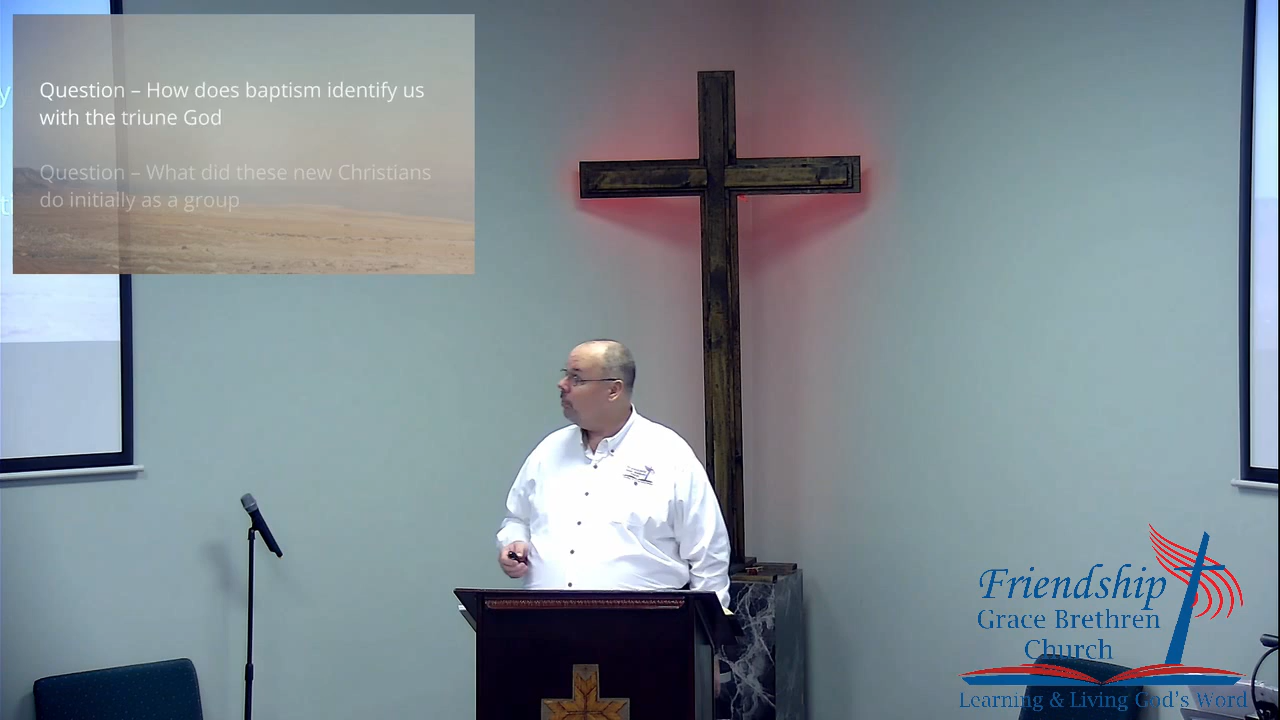 Question – How does baptism identify us
with the triune God
Question – What did these new Christians
do initially as a group
Friendship
Grace Brethren
Church
Learning & Living God's Word